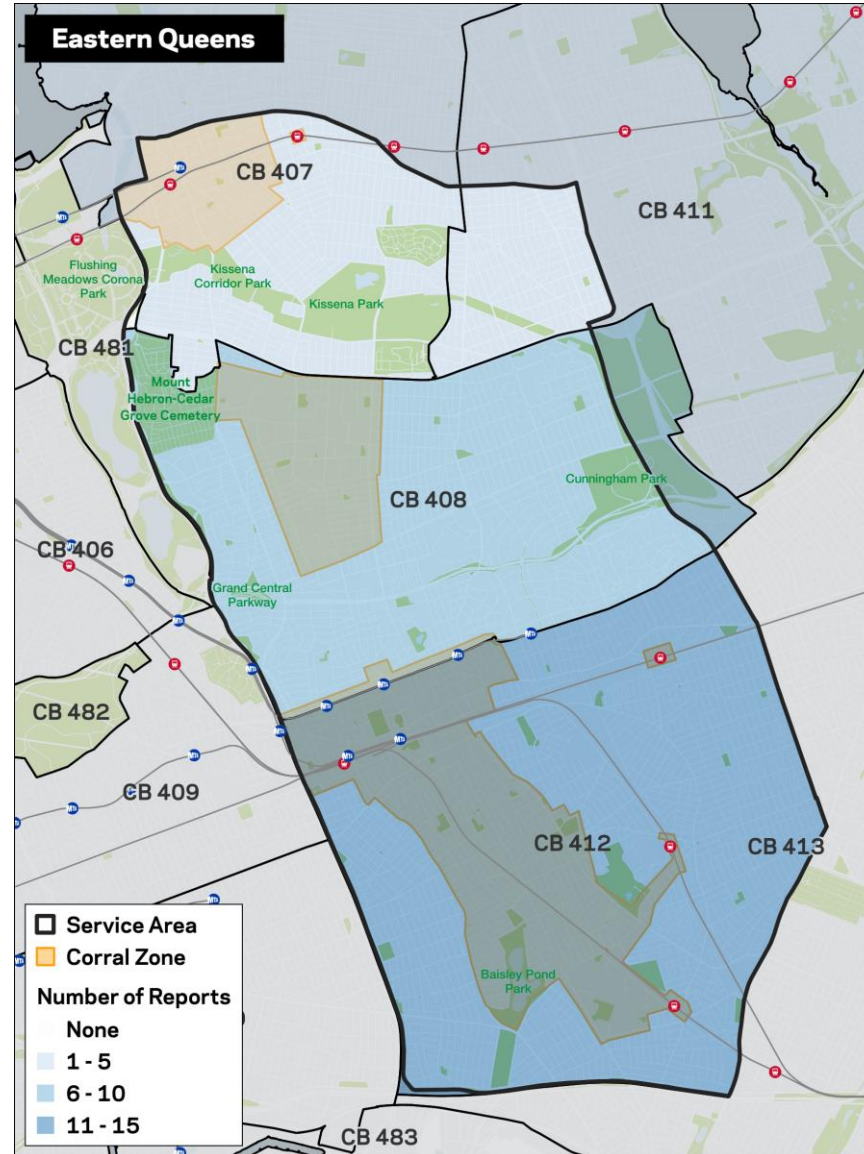 Eastern Queens
CB 407
CB 411
Flushing
Meadows Corona
Park
Kissena
Corridor Park
Kissena Park
CB 481
Mount
Hebron-Cedar
Grove Cemetery
Cunningham Park
CB 408
CB 406
Grand Central
Parkway
CB 482
CB 409
CB 412
CB 413
Baisley Pond
Park
Service Area
Corral Zone
Number of Reports
None
1 - 5
6 - 10
11 - 15
CB 483